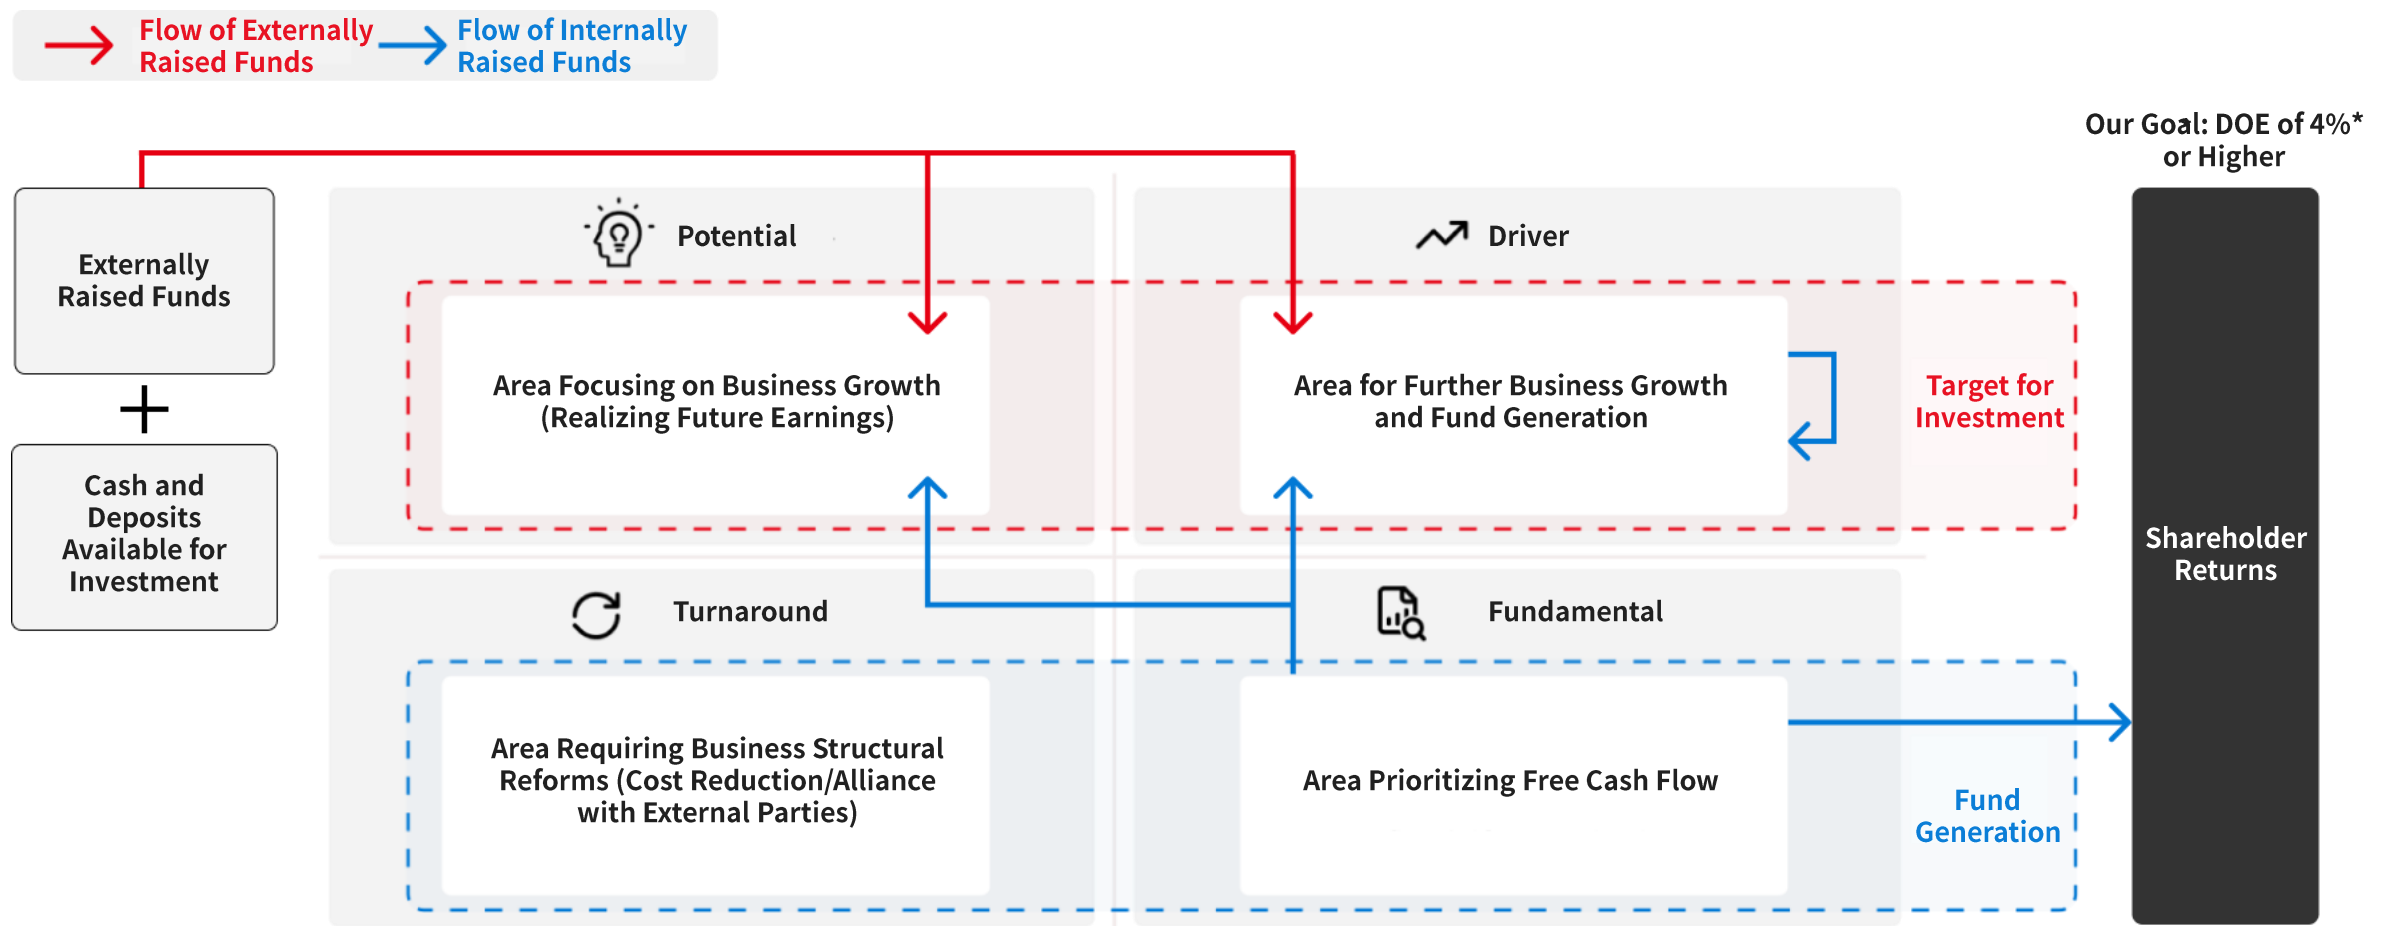 Flow of Externally
Raised Funds
Flow of Internally
Raised Funds
Our Goal: DOE of 4%*
or Higher
Externally
Raised Funds
+
Cash and
Deposits
Available for
Investment
Potential
Area Focusing on Business Growth
(Realizing Future Earnings)
Driver
Area for Further Business Growth
and Fund Generation
Target for
Investment
Turnaround
Area Requiring Business Structural
Reforms (Cost Reduction/Alliance
with External Parties)
Fundamental
Area Prioritizing Free Cash Flow
Fund
Generation
Shareholder
Returns